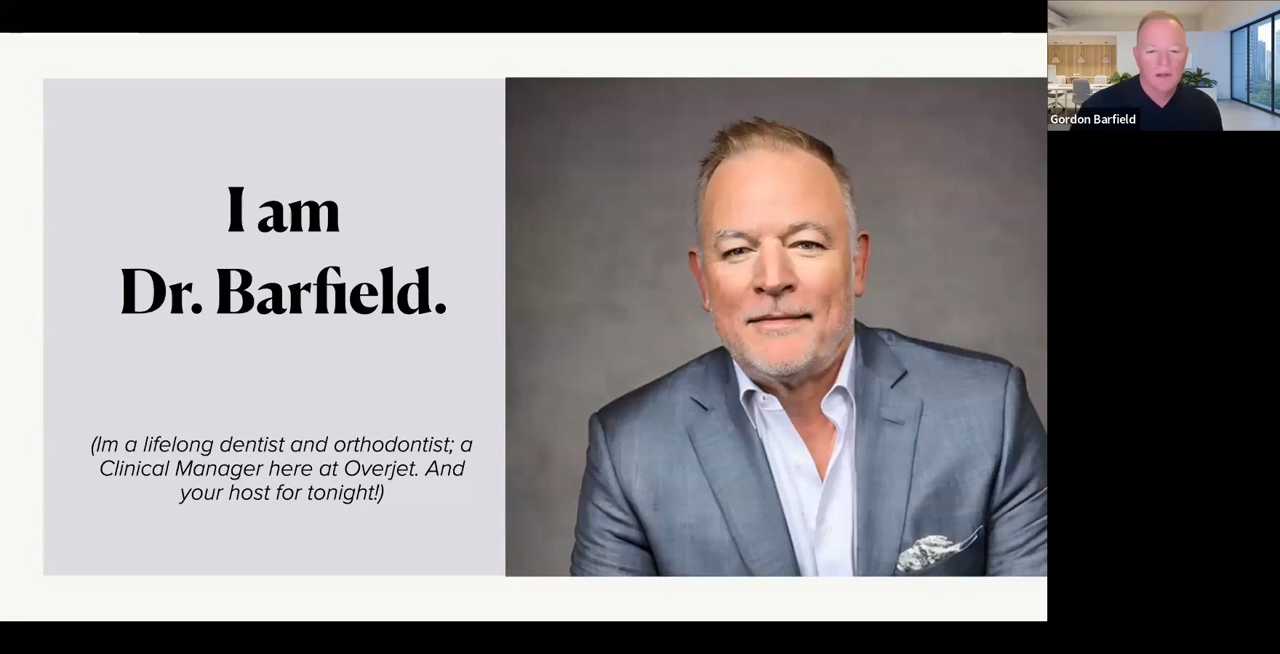 I am
Dr. Barfield.
(Im a lifelong dentist and orthodontist; a
Clinical Manager here at Overjet. And
your host for tonight!)
Gordon Barfield